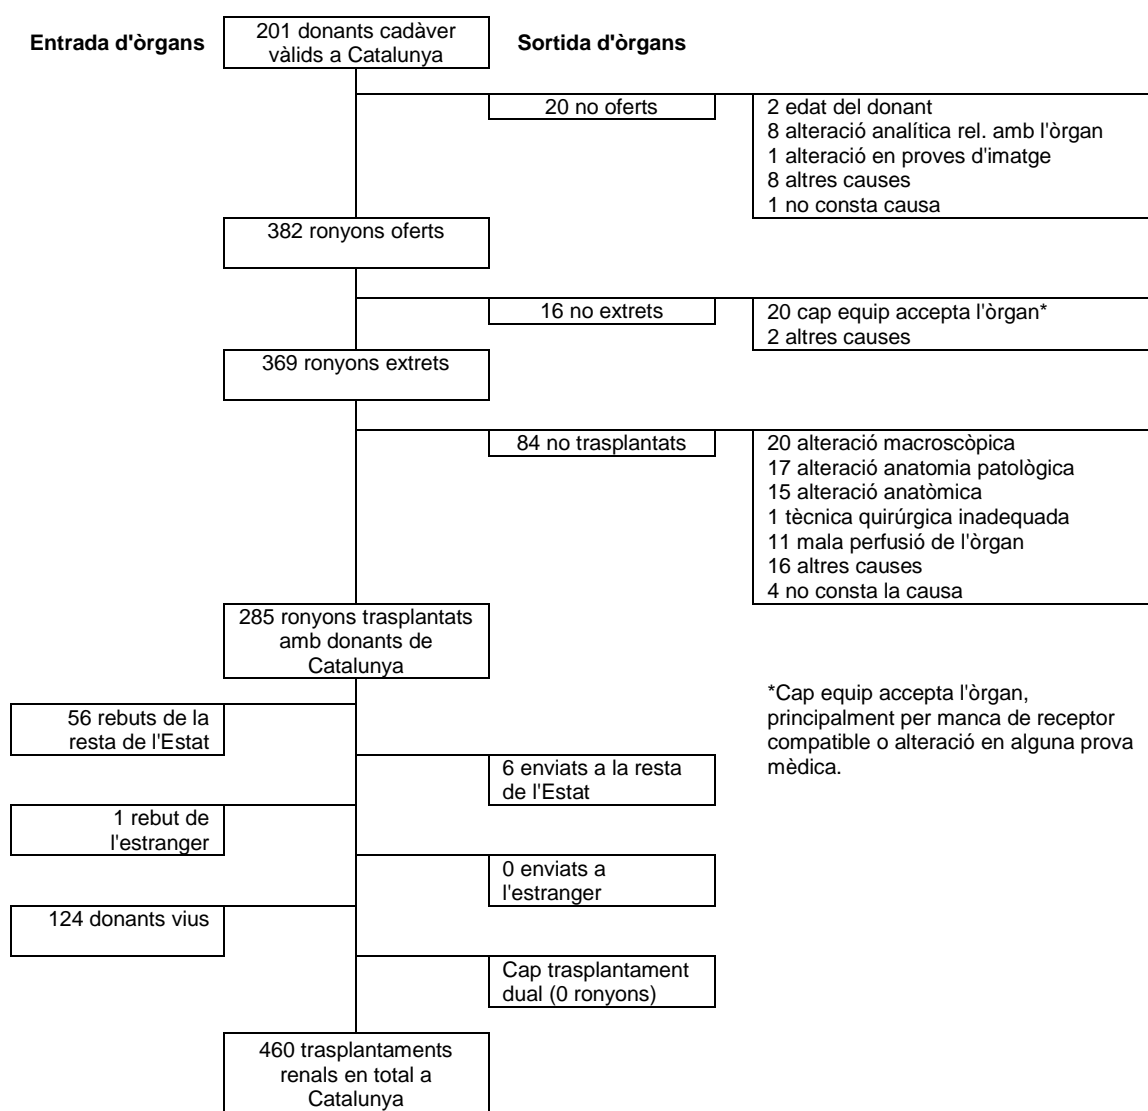 Entrada d'òrgans
201 donants cadàver
vàlids a Catalunya
Sortida d'òrgans
20 no oferts
2 edat del donant
8 alteració analítica rel. amb l'òrgan
1 alteració en proves d'imatge
8 altres causes
1 no consta causa
382 ronyons oferts
16 no extrets
20 cap equip accepta l'òrgan*
2 altres causes
369 ronyons extrets
84 no trasplantats
20 alteració macroscòpica
17 alteració anatomia patològica
15 alteració anatòmica
1 tècnica quirúrgica inadequada
11 mala perfusió de l'òrgan
16 altres causes
4 no consta la causa
285 ronyons trasplantats
amb donants de
Catalunya
*Cap equip accepta l'òrgan,
principalment per manca de receptor
compatible o alteració en alguna prova
mèdica.
56 rebuts de la
resta de l'Estat
6 enviats a la resta
de l'Estat
1 rebut de
l'estranger
0 enviats a
l'estranger
124 donants vius
Cap trasplantament
dual (0 ronyons)
460 trasplantaments
renals en total a
Catalunya